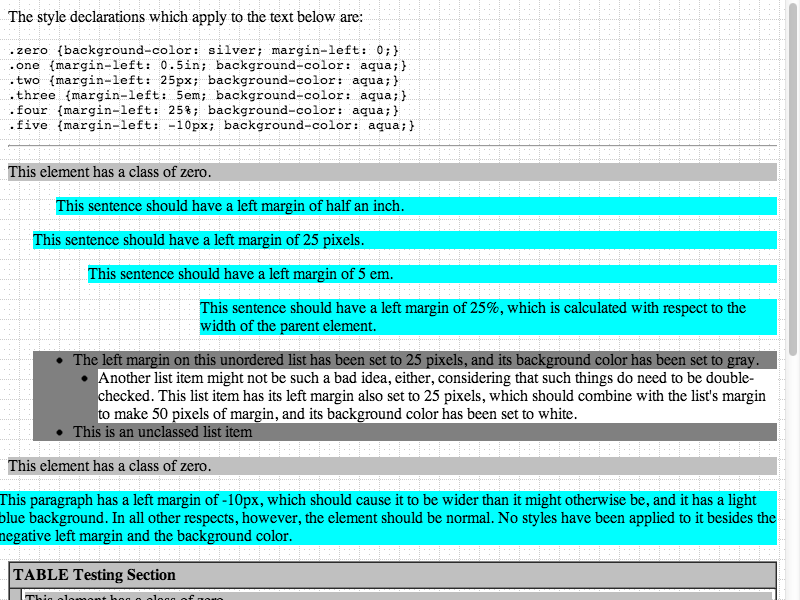 The style declarations which apply to the text below are:
.zero {background-color: silver; margin-left: 0;}
.one {margin-left: 0.5in; background-color: aqua;}
.two {margin-left: 25px; background-color: aqua;}
.three {margin-left: 5em; background-color: aqua;}
.four {margin-left: 25%; background-color: aqua;}
.five {margin-left: -10px; background-color: aqua;}
This element has a class of zero.
This sentence should have a left margin of half an inch.
This sentence should have a left margin of 25 pixels.
This sentence should have a left margin of 5 em.
This sentence should have a left margin of 25%, which is calculated with respect to the
width of the parent element.
• The left margin on this unordered list has been set to 25 pixels, and its background color has been set to gray.
• Another list item might not be such a bad idea, either, considering that such things do need to be double-
checked. This list item has its left margin also set to 25 pixels, which should combine with the list's margin
to make 50 pixels of margin, and its background color has been set to white.
• This is an unclassed list item
This element has a class of zero.
This paragraph has a left margin of -10px, which should cause it to be wider than it might otherwise be, and it has a light
blue background. In all other respects, however, the element should be normal. No styles have been applied to it besides the
negative left margin and the background color.
TABLE Testing Section
This element has a class of zero.